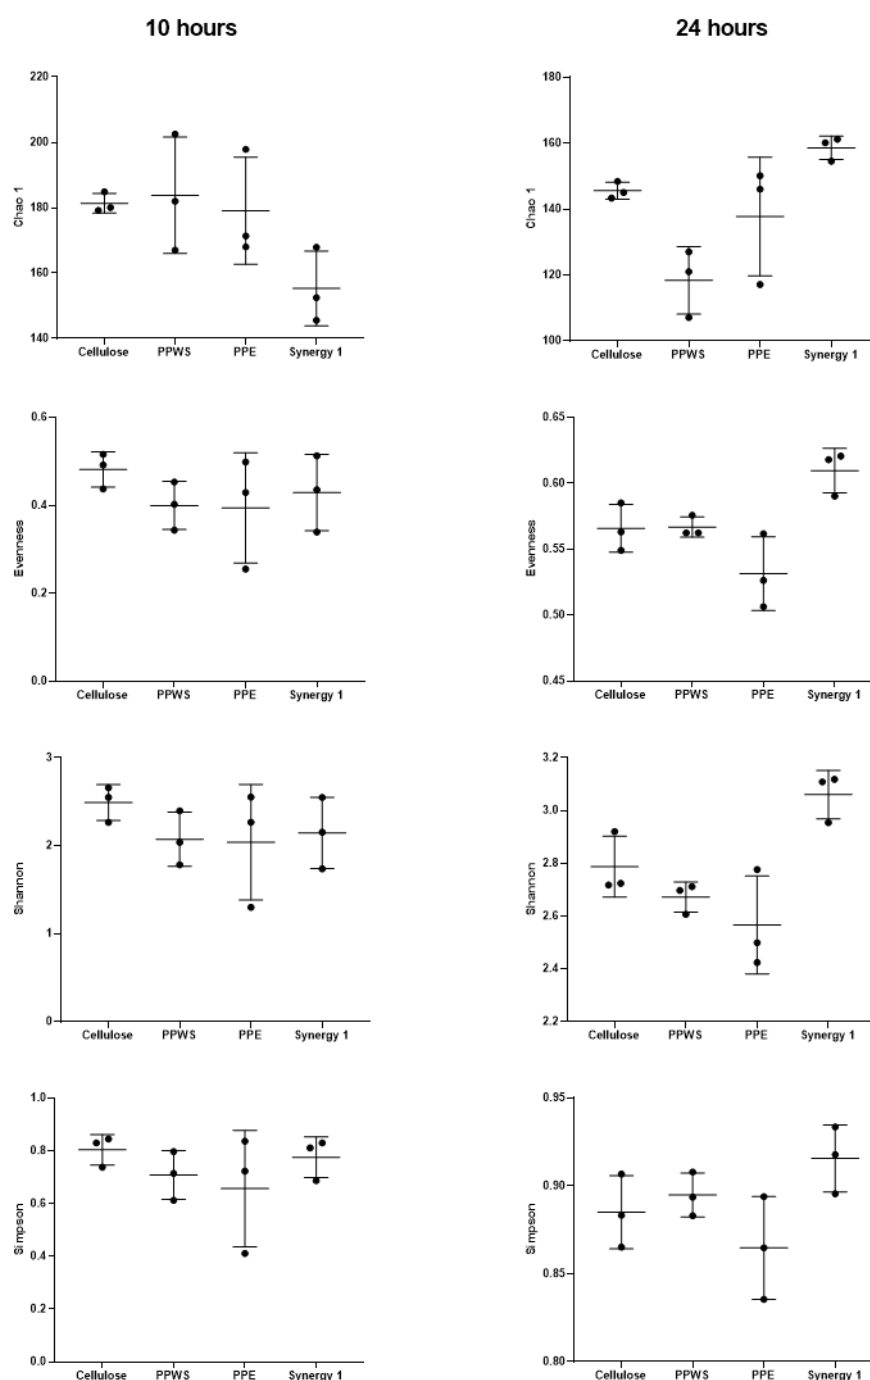 10 hours
24 hours
220
200
180
160
140
Chao 1
Cellulose PPWS PPE Synergy 1
180
160
140
120
100
Chao 1
Cellulose PPWS PPE Synergy 1
0.6
0.4
0.2
0.0
Evenness
Cellulose PPWS PPE Synergy 1
0.65
0.60
0.55
0.50
0.45
Evenness
Cellulose PPWS PPE Synergy 1
3
2
1
0
Shannon
Cellulose PPWS PPE Synergy 1
3.2
3.0
2.8
2.6
2.4
2.2
Shannon
Cellulose PPWS PPE Synergy 1
1.0
0.8
0.6
0.4
0.2
0.0
Simpson
Cellulose PPWS PPE Synergy 1
0.95
0.90
0.85
0.80
Simpson
Cellulose PPWS PPE Synergy 1